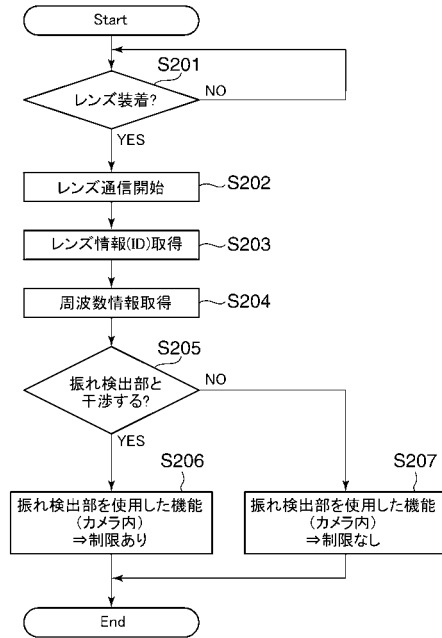 Start
S201
レンズ装着?
NO
YES
レンズ通信開始
S202
レンズ情報(ID)取得
S203
周波数情報取得
S204
S205
振れ検出部と
干渉する?
NO
YES
S206
振れ検出部を使用した機能
(カメラ内)
⇒制限あり
S207
振れ検出部を使用した機能
(カメラ内)
⇒制限なし
End